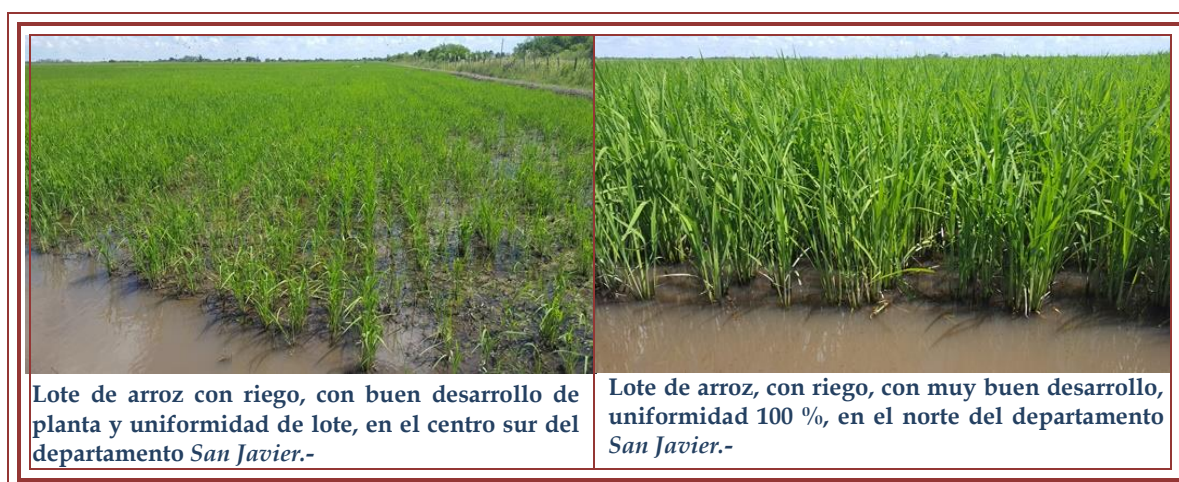 Lote de arroz con riego, con buen desarrollo de
planta y uniformidad de lote, en el centro sur del
departamento San Javier.-
Lote de arroz, con riego, con muy buen desarrollo,
uniformidad 100 %, en el norte del departamento
San Javier.-